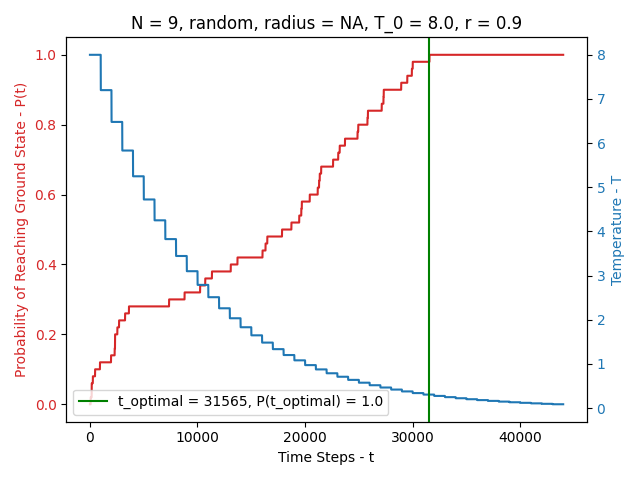 N = 9, random, radius = NA, T_0 = 8.0, r = 0.9
Probability of Reaching Ground State - P(t)
1.0
0.8
0.6
0.4
0.2
0.0
8
7
6
5
4
3
2
1
0
Temperature - T
t_optimal = 31565, P(t_optimal) = 1.0
0 10000 20000 30000 40000
Time Steps - t